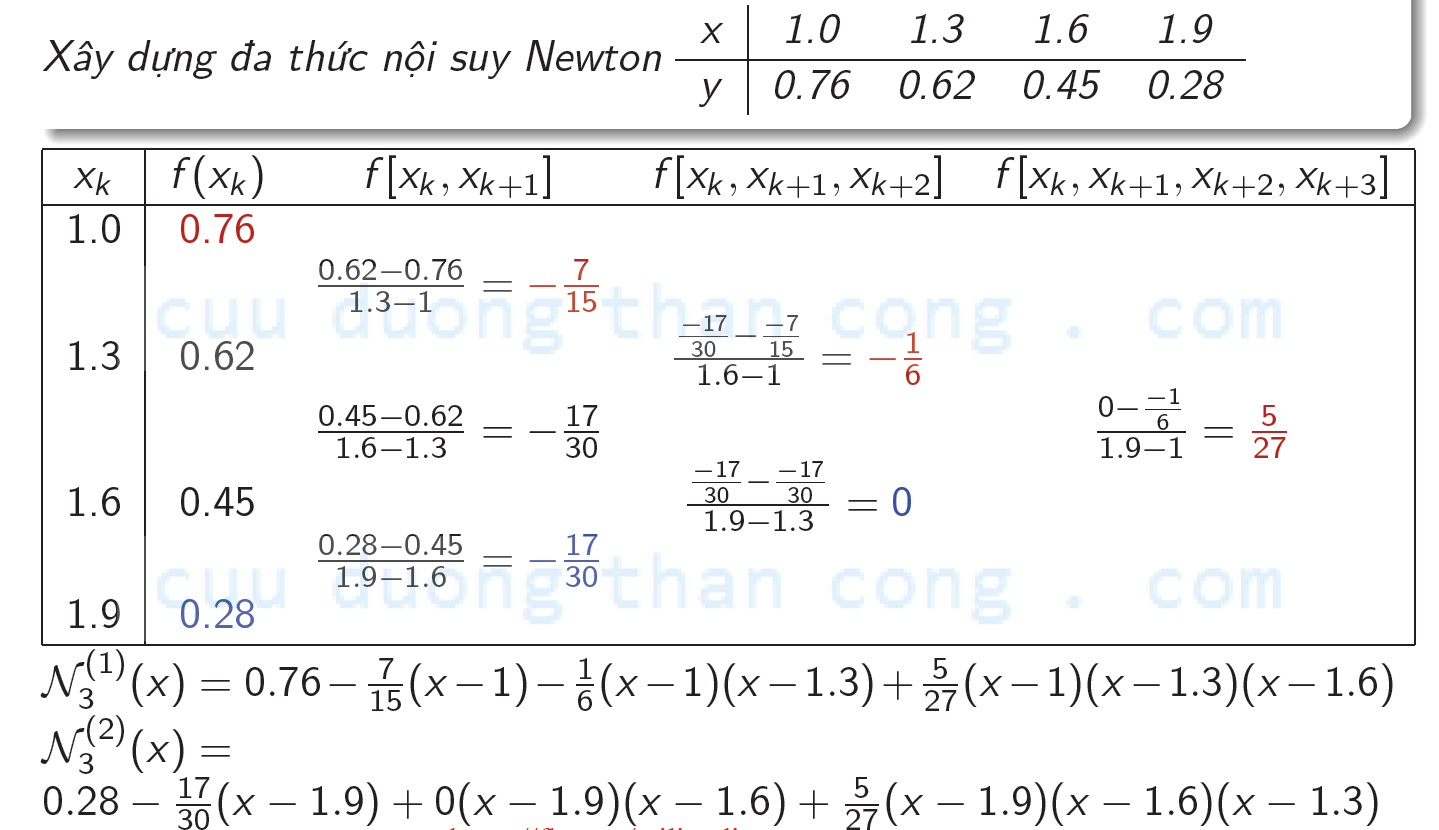 Xây dựng đa thức nội suy Newton
x 1.0 1.3 1.6 1.9
y 0.76 0.62 0.45 0.28
x_k f(x_k) f[x_k, x_{k+1}] f[x_k, x_{k+1}, x_{k+2}] f[x_k, x_{k+1}, x_{k+2}, x_{k+3}]
1.0 0.76
\frac{0.62−0.76}{1.3−1} = −\frac{7}{15}
cuu duong than cong . com
1.3 0.62 \frac{\frac{−17}{30}−\frac{−7}{15}}{1.6−1} = −\frac{1}{6}
\frac{0.45−0.62}{1.6−1.3} = −\frac{17}{30} \frac{0−\frac{−1}{6}}{1.9−1} = \frac{5}{27}
1.6 0.45 \frac{\frac{−17}{30}−\frac{−17}{30}}{1.9−1.3} = 0
\frac{0.28−0.45}{1.9−1.6} = −\frac{17}{30}
cuu duong than cong . com
1.9 0.28
\mathcal{N}_3^{(1)}(x) = 0.76−\frac{7}{15}(x−1)−\frac{1}{6}(x−1)(x−1.3)+\frac{5}{27}(x−1)(x−1.3)(x−1.6)
\mathcal{N}_3^{(2)}(x) =
0.28 − \frac{17}{30}(x − 1.9) + 0(x − 1.9)(x − 1.6) + \frac{5}{27}(x − 1.9)(x − 1.6)(x − 1.3)